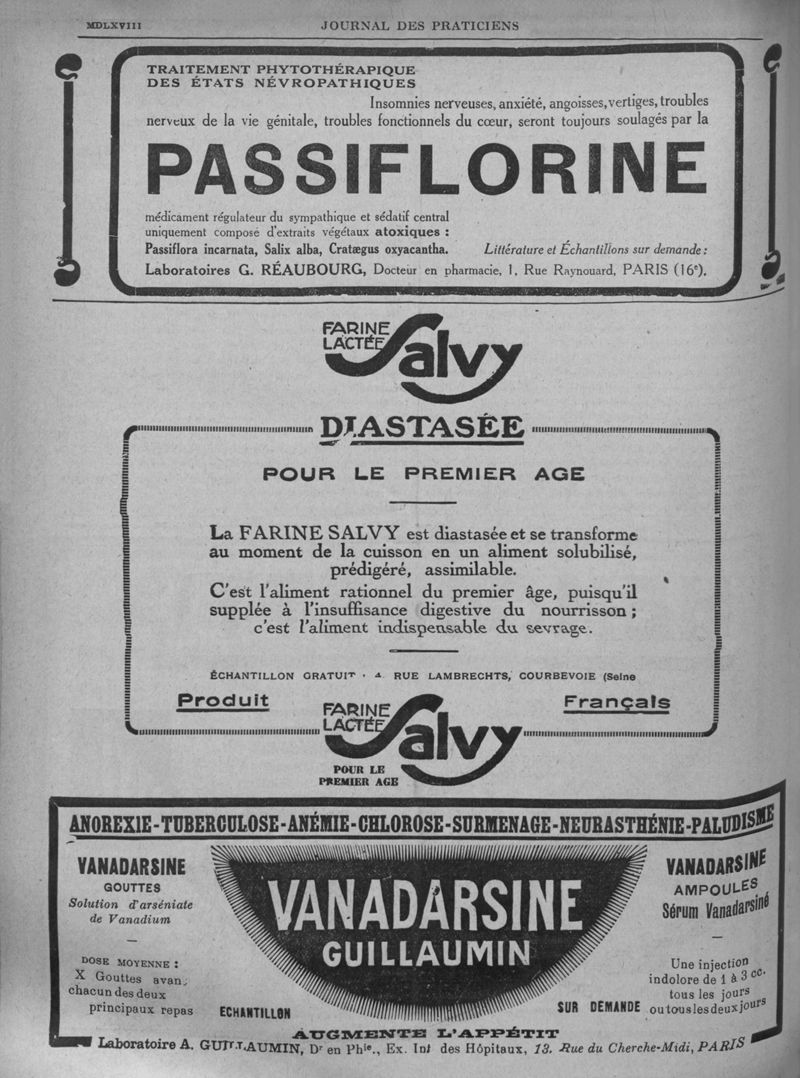 MDLXVIII
JOURNAL DES PRATICIENS
TRAITEMENT PHYTOTHÉRAPIQUE
DES ÉTATS NÉVROPATHIQUES
Insomnies nerveuses, anxiété, angoisses, vertiges, troubles
nerveux de la vie génitale, troubles fonctionnels du cœur, seront toujours soulagés par la
PASSIFLORINE
médicament régulateur du sympathique et sédatif central
uniquement composé d'extraits végétaux atoxiques :
Passiflora incarnata, Salix alba, Cratægus oxyacantha.
Littérature et Échantillons sur demande :
Laboratoires G. RÉAUBOURG, Docteur en pharmacie, 1, Rue Raynouard, PARIS (16e).
FARINE
LACTÉE
Salvy
DIASTASÉE
POUR LE PREMIER AGE
La FARINE SALVY est diastasée et se transforme
au moment de la cuisson en un aliment solubilisé,
prédigéré, assimilable.
C'est l'aliment rationnel du premier âge, puisqu'il
supplée à l'insuffisance digestive du nourrisson ;
c'est l'aliment indispensable du sevrage.
ÉCHANTILLON GRATUIT · 4 RUE LAMBRECHTS, COURBEVOIE (Seine
Produit
Français
FARINE
LACTÉE
Salvy
POUR LE
PREMIER AGE
ANOREXIE-TUBERCULOSE-ANÉMIE-CHLOROSE-SURMENAGE-NEURASTHÉNIE-PALUDISME
VANADARSINE
GOUTTES
Solution d'arséniate
de Vanadium
DOSE MOYENNE :
X Gouttes avan,
chacun des deux
principaux repas
VANADARSINE
GUILLAUMIN
ECHANTILLON
SUR DEMANDE
VANADARSINE
AMPOULES
Sérum Vanadarsiné
Une injection
indolore de 1 à 3 cc.
tous les jours
ou tous les deux jours
AUGMENTE L'APPÉTIT
Laboratoire A. GUILLAUMIN, Dr en Phie., Ex. Int des Hôpitaux, 13. Rue du Cherche-Midi, PARIS